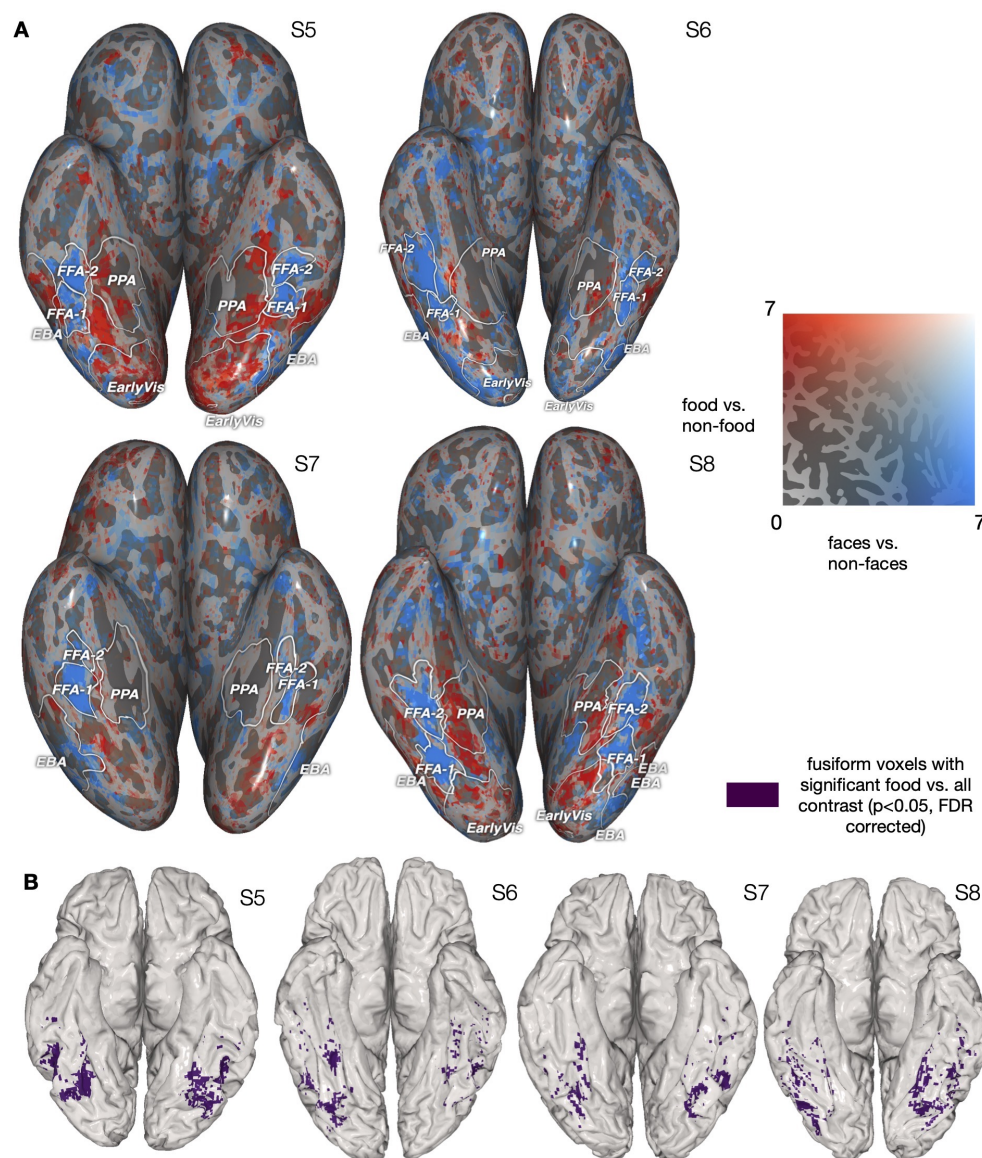 A
S5
S6
FFA-2
PPA
FFA-1
EBA
EarlyVis
PPA
FFA-2
FFA-1
EBA
EarlyVis
FFA-2
PPA
FFA-1
EBA
EarlyVis
PPA
FFA-2
FFA-1
EBA
EarlyVis
7
food vs.
non-food
0
7
faces vs.
non-faces
S7
S8
FFA-2
FFA-1
PPA
EBA
PPA
FFA-2
FFA-1
EBA
FFA-2
PPA
FFA-1
EBA
EarlyVis
PPA
FFA-2
FFA-1
EBA
EBA
EarlyVis
EBA
fusiform voxels with
significant food vs. all
contrast (p<0.05, FDR
corrected)
B
S5
S6
S7
S8